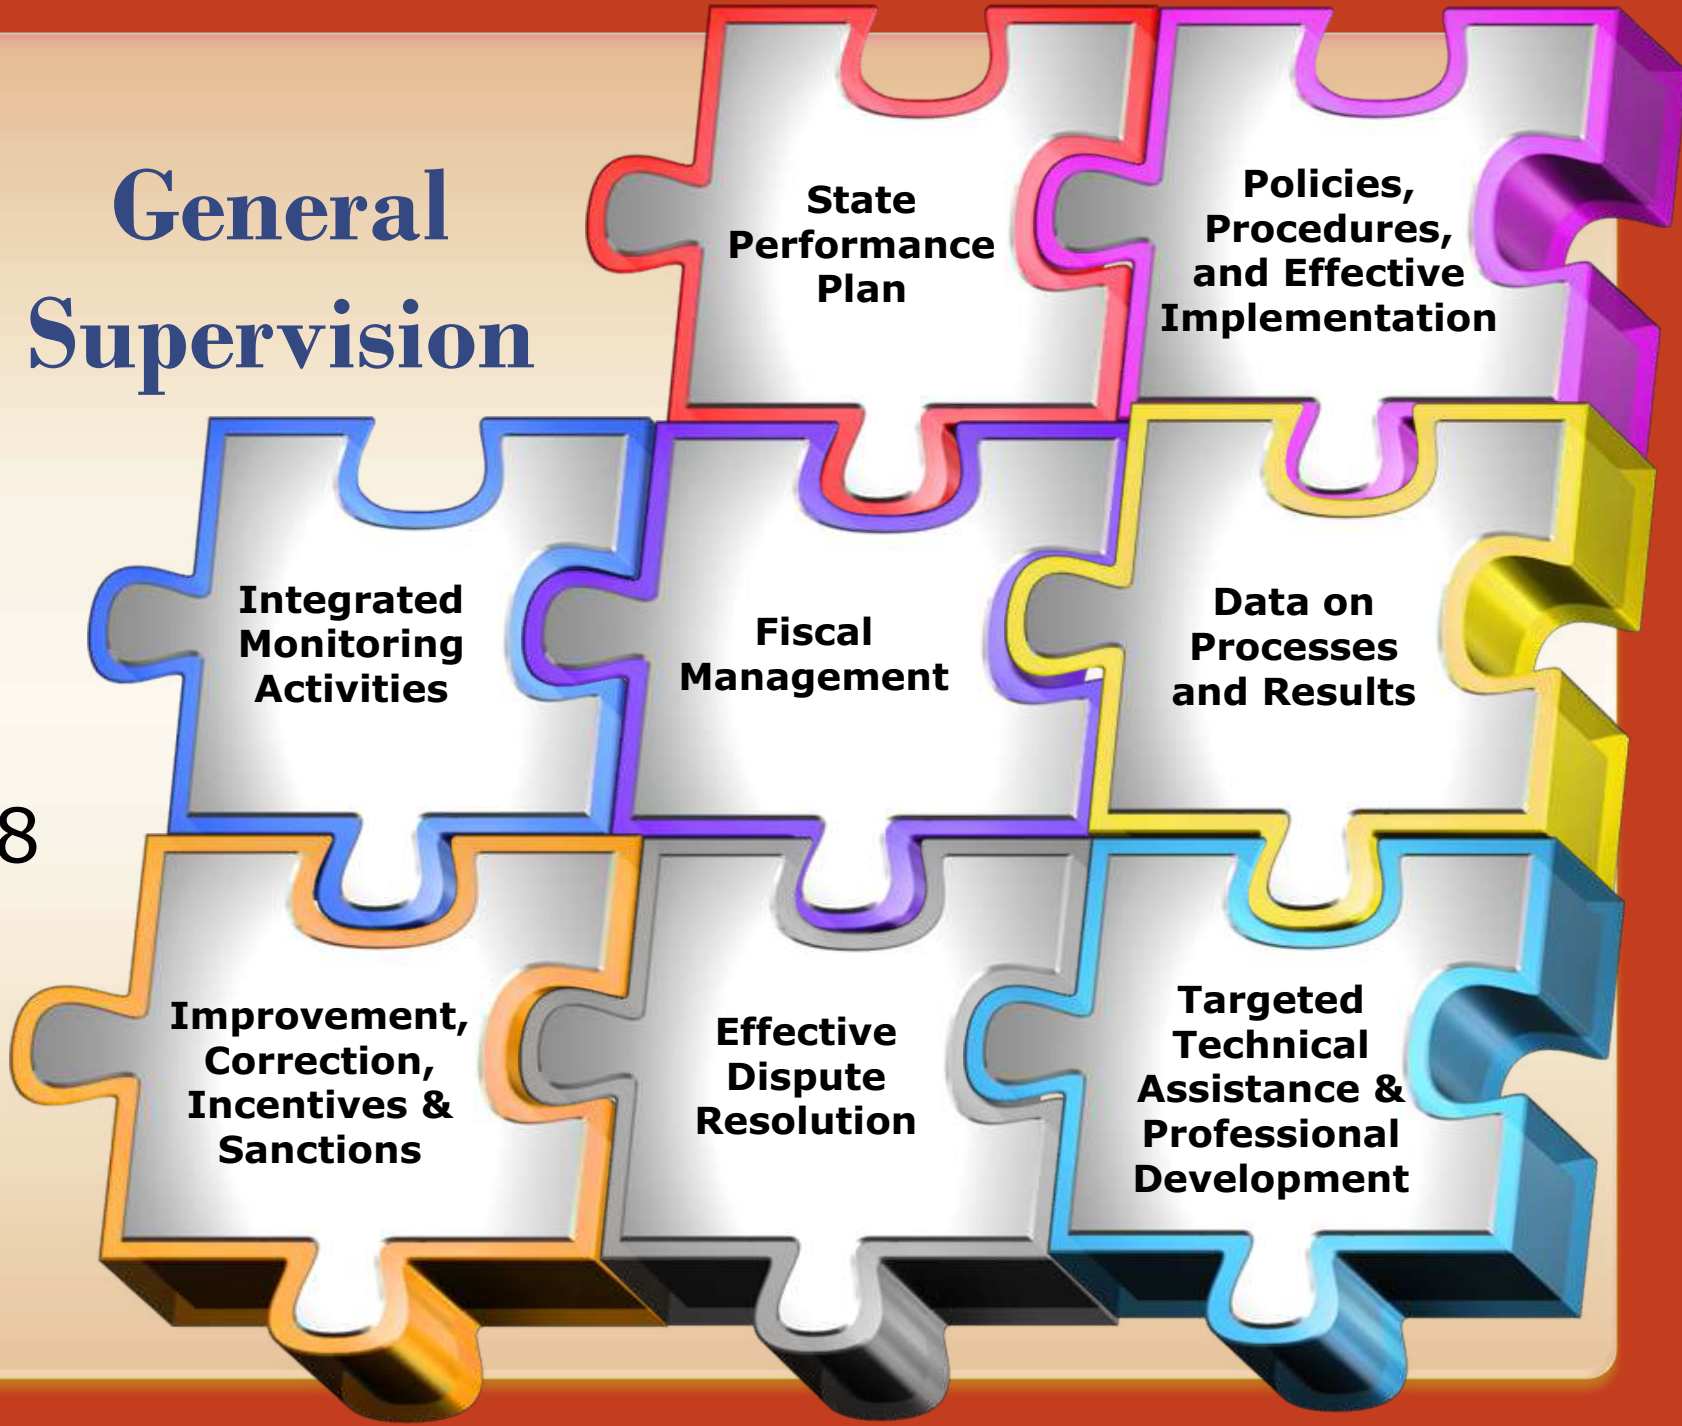 General
Supervision
State
Performance
Plan
Policies,
Procedures,
and Effective
Implementation
Integrated
Monitoring
Activities
Fiscal
Management
Data on
Processes
and Results
8
Improvement,
Correction,
Incentives &
Sanctions
Effective
Dispute
Resolution
Targeted
Technical
Assistance &
Professional
Development